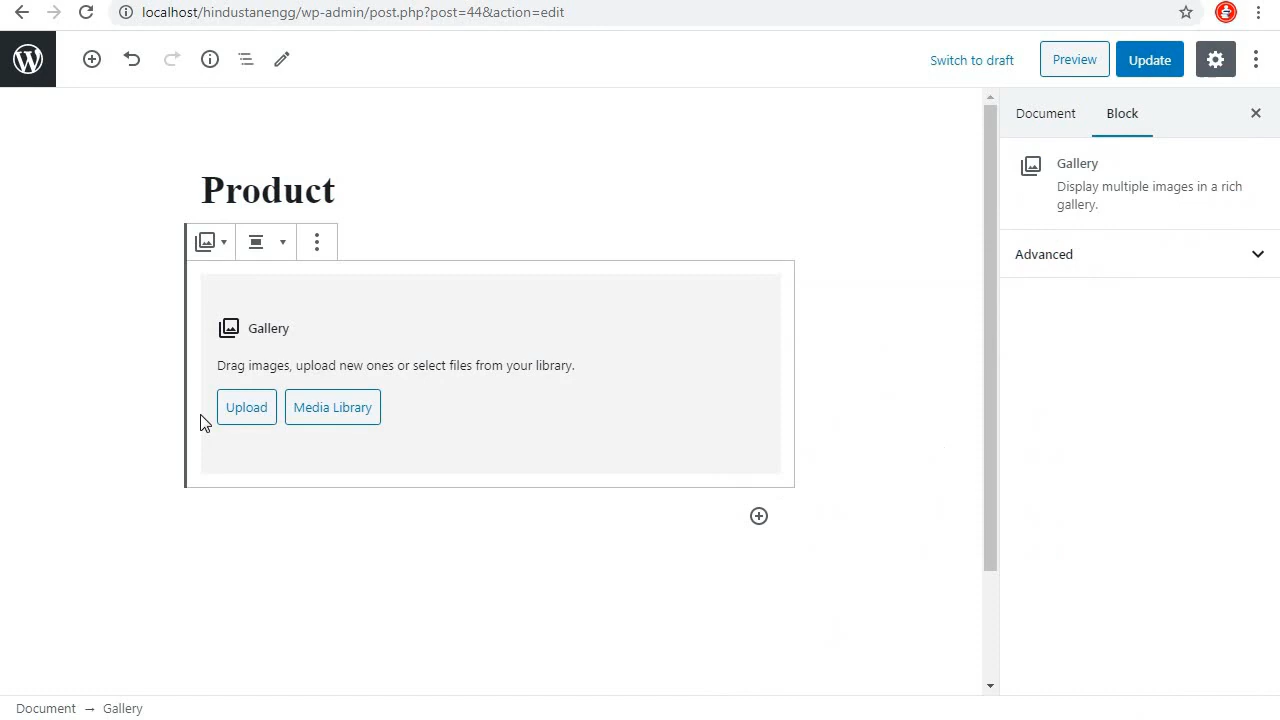 localhost/hindustanengg/wp-admin/post.php?post=44&action=edit
Switch to draft
Preview
Update
Document
Block
Product
Gallery
Display multiple images in a rich
gallery.
Advanced
Gallery
Drag images, upload new ones or select files from your library.
Upload
Media Library
Document → Gallery